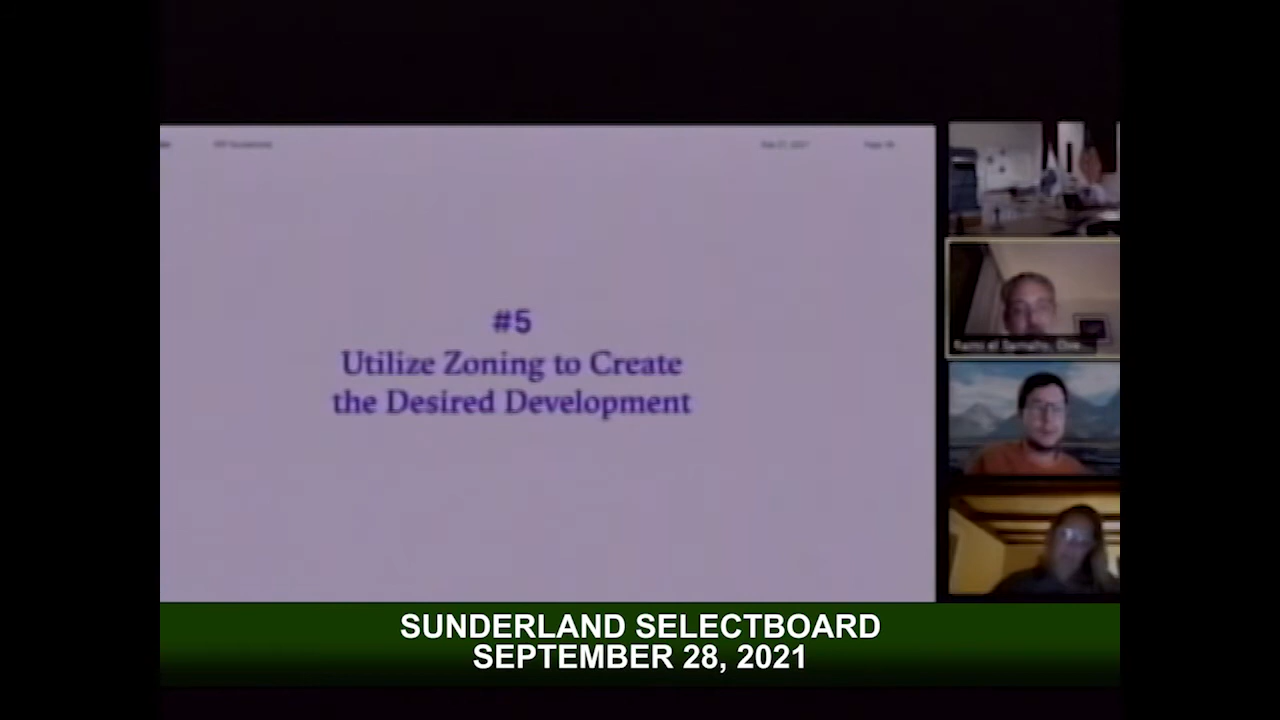 #5
Utilize Zoning to Create
the Desired Development
SUNDERLAND SELECTBOARD
SEPTEMBER 28, 2021